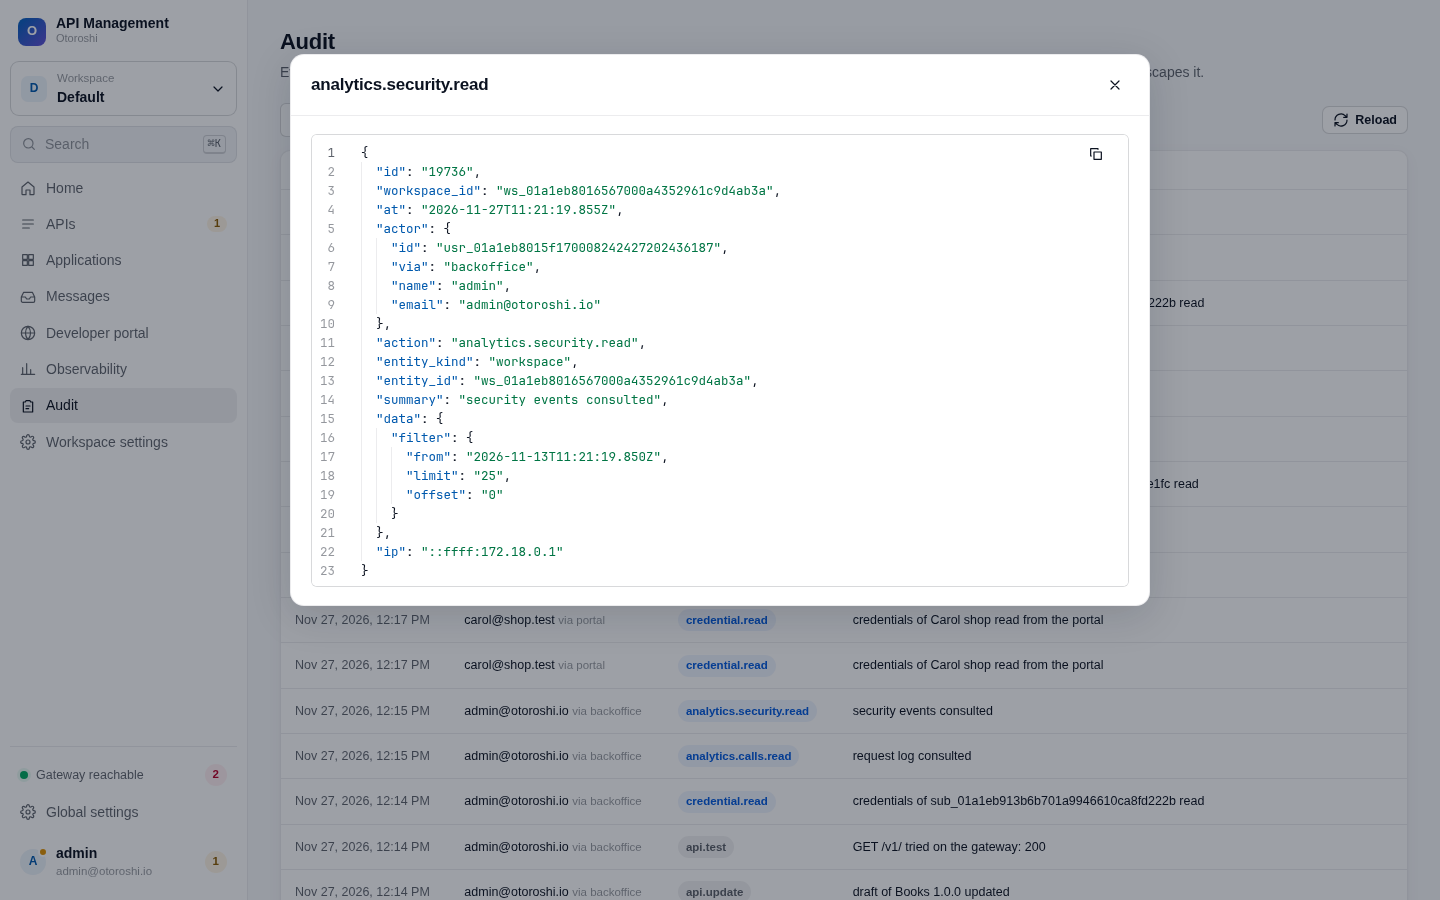 O
API Management
Otoroshi
D
Workspace
Default
Search
⌘K
Home
APIs
1
Applications
Messages
Developer portal
Observability
Audit
Workspace settings
Gateway reachable
2
Global settings
A
admin
admin@otoroshi.io
1
Audit
scapes it.
Reload
analytics.security.read
1 {
2 "id": "19736",
3 "workspace_id": "ws_01a1eb8016567000a4352961c9d4ab3a",
4 "at": "2026-11-27T11:21:19.855Z",
5 "actor": {
6 "id": "usr_01a1eb8015f170008242427202436187",
7 "via": "backoffice",
8 "name": "admin",
9 "email": "admin@otoroshi.io"
10 },
11 "action": "analytics.security.read",
12 "entity_kind": "workspace",
13 "entity_id": "ws_01a1eb8016567000a4352961c9d4ab3a",
14 "summary": "security events consulted",
15 "data": {
16 "filter": {
17 "from": "2026-11-13T11:21:19.850Z",
18 "limit": "25",
19 "offset": "0"
20 }
21 },
22 "ip": "::ffff:172.18.0.1"
23 }
222b read
e1fc read
Nov 27, 2026, 12:17 PM carol@shop.test via portal credential.read credentials of Carol shop read from the portal
Nov 27, 2026, 12:17 PM carol@shop.test via portal credential.read credentials of Carol shop read from the portal
Nov 27, 2026, 12:15 PM admin@otoroshi.io via backoffice analytics.security.read security events consulted
Nov 27, 2026, 12:15 PM admin@otoroshi.io via backoffice analytics.calls.read request log consulted
Nov 27, 2026, 12:14 PM admin@otoroshi.io via backoffice credential.read credentials of sub_01a1eb913b6b701a9946610ca8fd222b read
Nov 27, 2026, 12:14 PM admin@otoroshi.io via backoffice api.test GET /v1/ tried on the gateway: 200
Nov 27, 2026, 12:14 PM admin@otoroshi.io via backoffice api.update draft of Books 1.0.0 updated